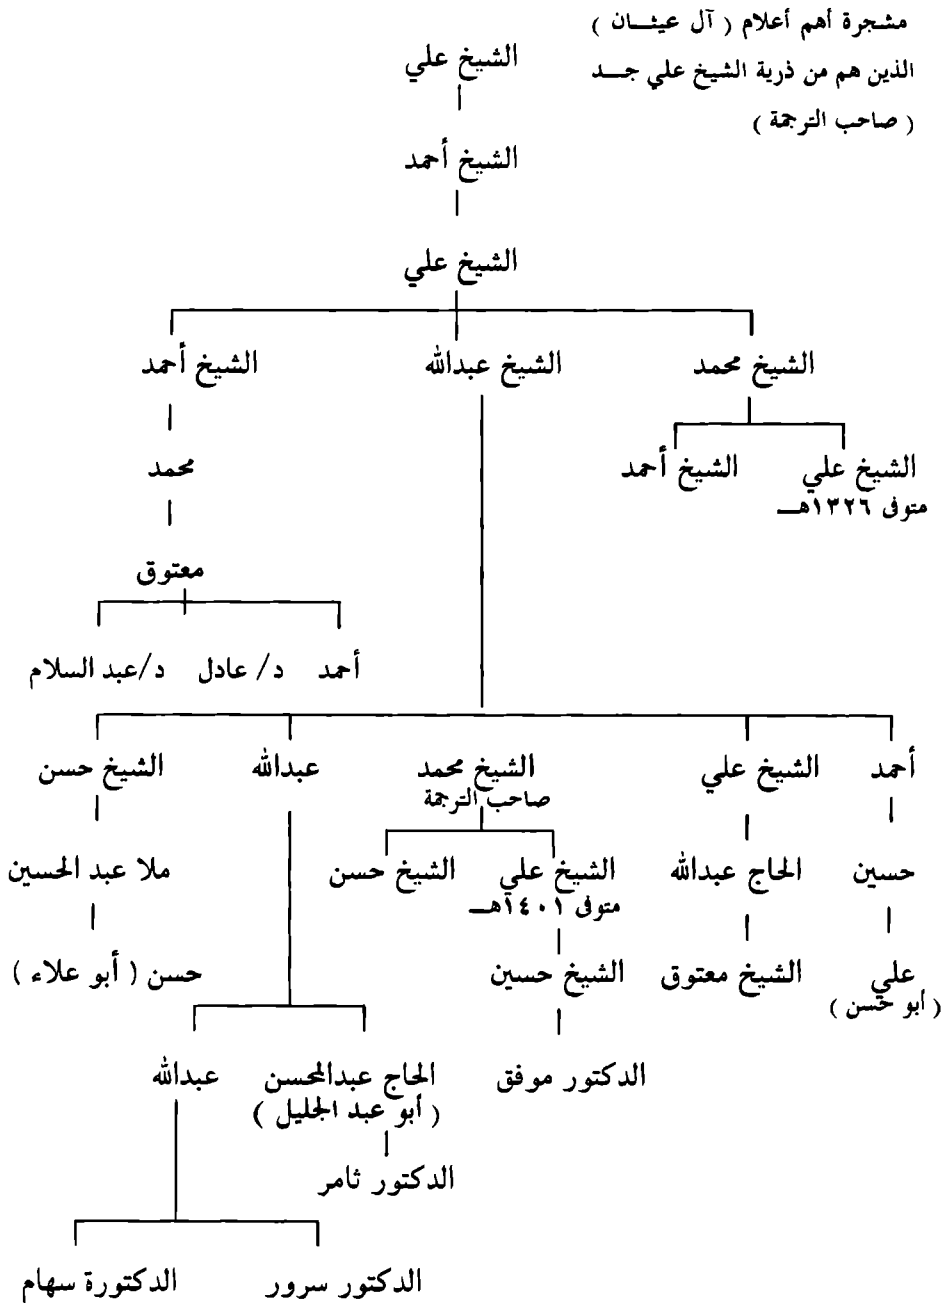 مشجرة أهم أعلام ( آل عيثــان )
الذين هم من ذرية الشيخ علي جــد
( صاحب الترجمة )
الشيخ علي
الشيخ أحمد
الشيخ علي
الشيخ محمد الشيخ عبدالله الشيخ أحمد
الشيخ علي الشيخ أحمد محمد
متوفى ١٣٢٦هــ
معتوق
أحمد د/ عادل د/عبد السلام
أحمد الشيخ علي الشيخ محمد عبدالله الشيخ حسن
صاحب الترجمة
حسين الحاج عبدالله الشيخ علي الشيخ حسن ملا عبد الحسين
متوفى ١٤٠١هــ
علي الشيخ معتوق الشيخ حسين حسن ( أبو علاء )
( أبو حسن )
الدكتور موفق الحاج عبدالمحسن عبدالله
( أبو عبد الجليل )
الدكتور ثامر
الدكتور سرور الدكتورة سهام